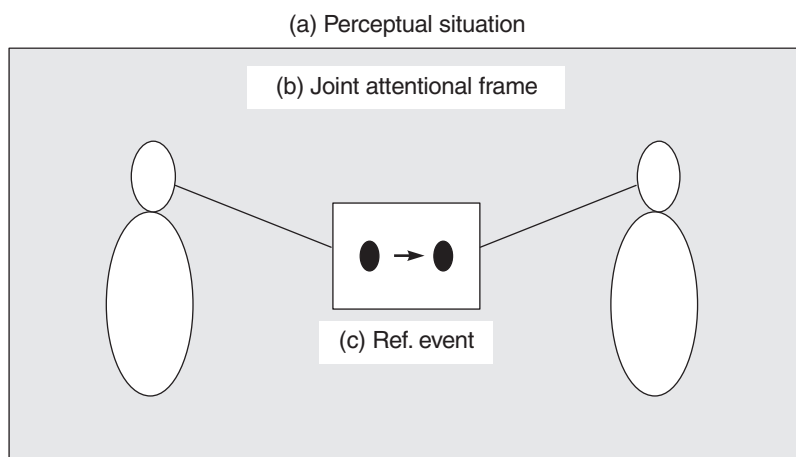 (a) Perceptual situation
(b) Joint attentional frame
(c) Ref. event